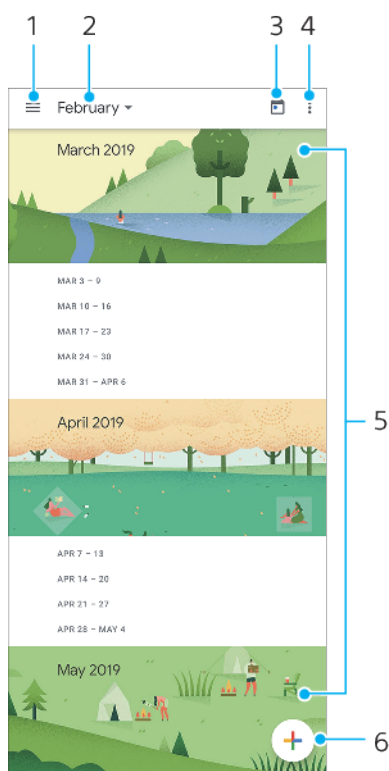 1 2 3 4
February
March 2019
MAR 3 – 9
MAR 10 – 16
MAR 17 – 23
MAR 24 – 30
MAR 31 – APR 6
5
April 2019
APR 7 – 13
APR 14 – 20
APR 21 – 27
APR 28 – MAY 4
May 2019
6